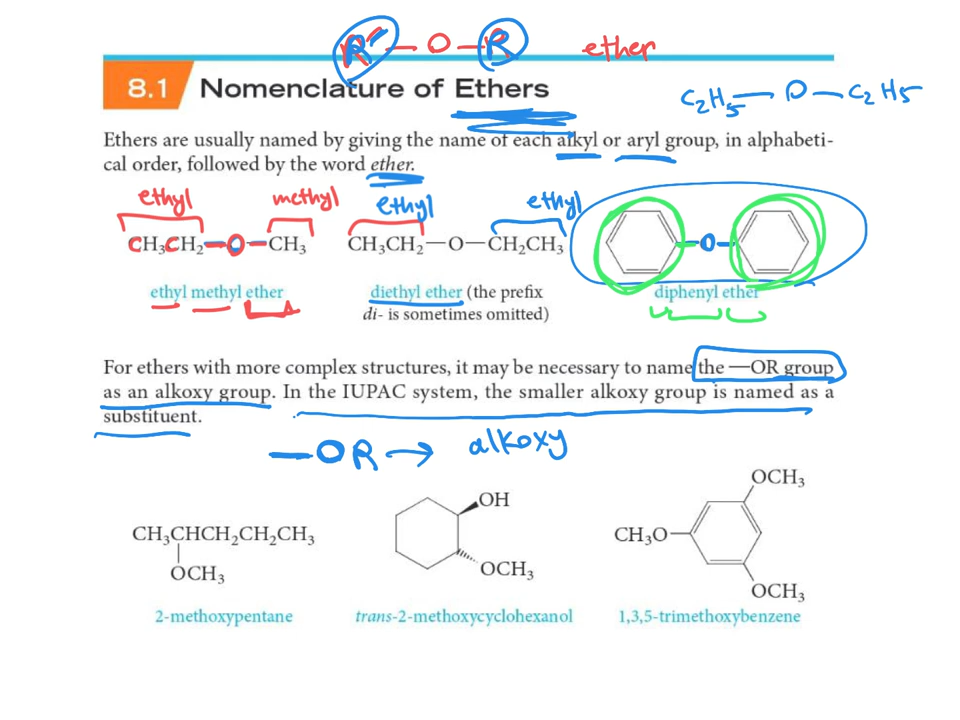 R' — O — R ether
8.1 Nomenclature of Ethers
C₂H₅ — O — C₂H₅
Ethers are usually named by giving the name of each alkyl or aryl group, in alphabeti-
cal order, followed by the word ether.
ethyl methyl ethyl ethyl
CH₃CH₂—O—CH₃ CH₃CH₂—O—CH₂CH₃ —O—
ethyl methyl ether diethyl ether (the prefix diphenyl ether
di- is sometimes omitted)
For ethers with more complex structures, it may be necessary to name the —OR group
as an alkoxy group. In the IUPAC system, the smaller alkoxy group is named as a
substituent.
—OR → alkoxy
OCH₃
OH
CH₃CHCH₂CH₂CH₃ CH₃O
OCH₃ OCH₃
OCH₃
2-methoxypentane trans-2-methoxycyclohexanol 1,3,5-trimethoxybenzene